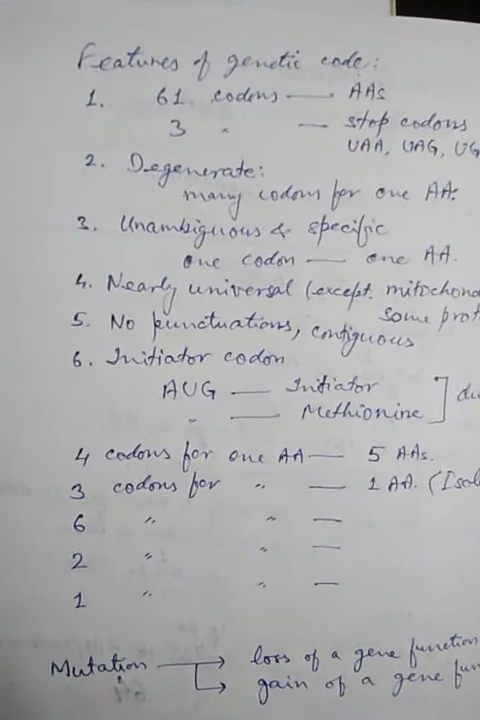 Features of genetic code:
1. 61 codons — AAs
3 " — stop codons
UAA, UAG, UG
2. Degenerate:
many codons for one AA:
3. Unambiguous & specific
one codon — one AA.
4. Nearly universal (except. mitochond
some prot
5. No punctuations, contiguous
6. Initiator codon
AUG — Initiator
" — Methionine ] du
4 codons for one AA — 5 AAs.
3 codons for " — 1 AA. (Isol
6 " " —
2 " " —
1 " " —
Mutation → loss of a gene function
→ gain of a gene fun